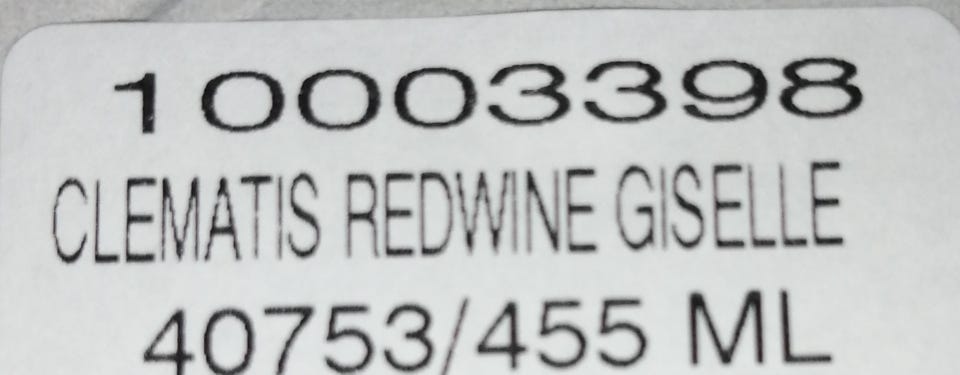 10003398
CLEMATIS REDWINE GISELLE
40753/455 ML